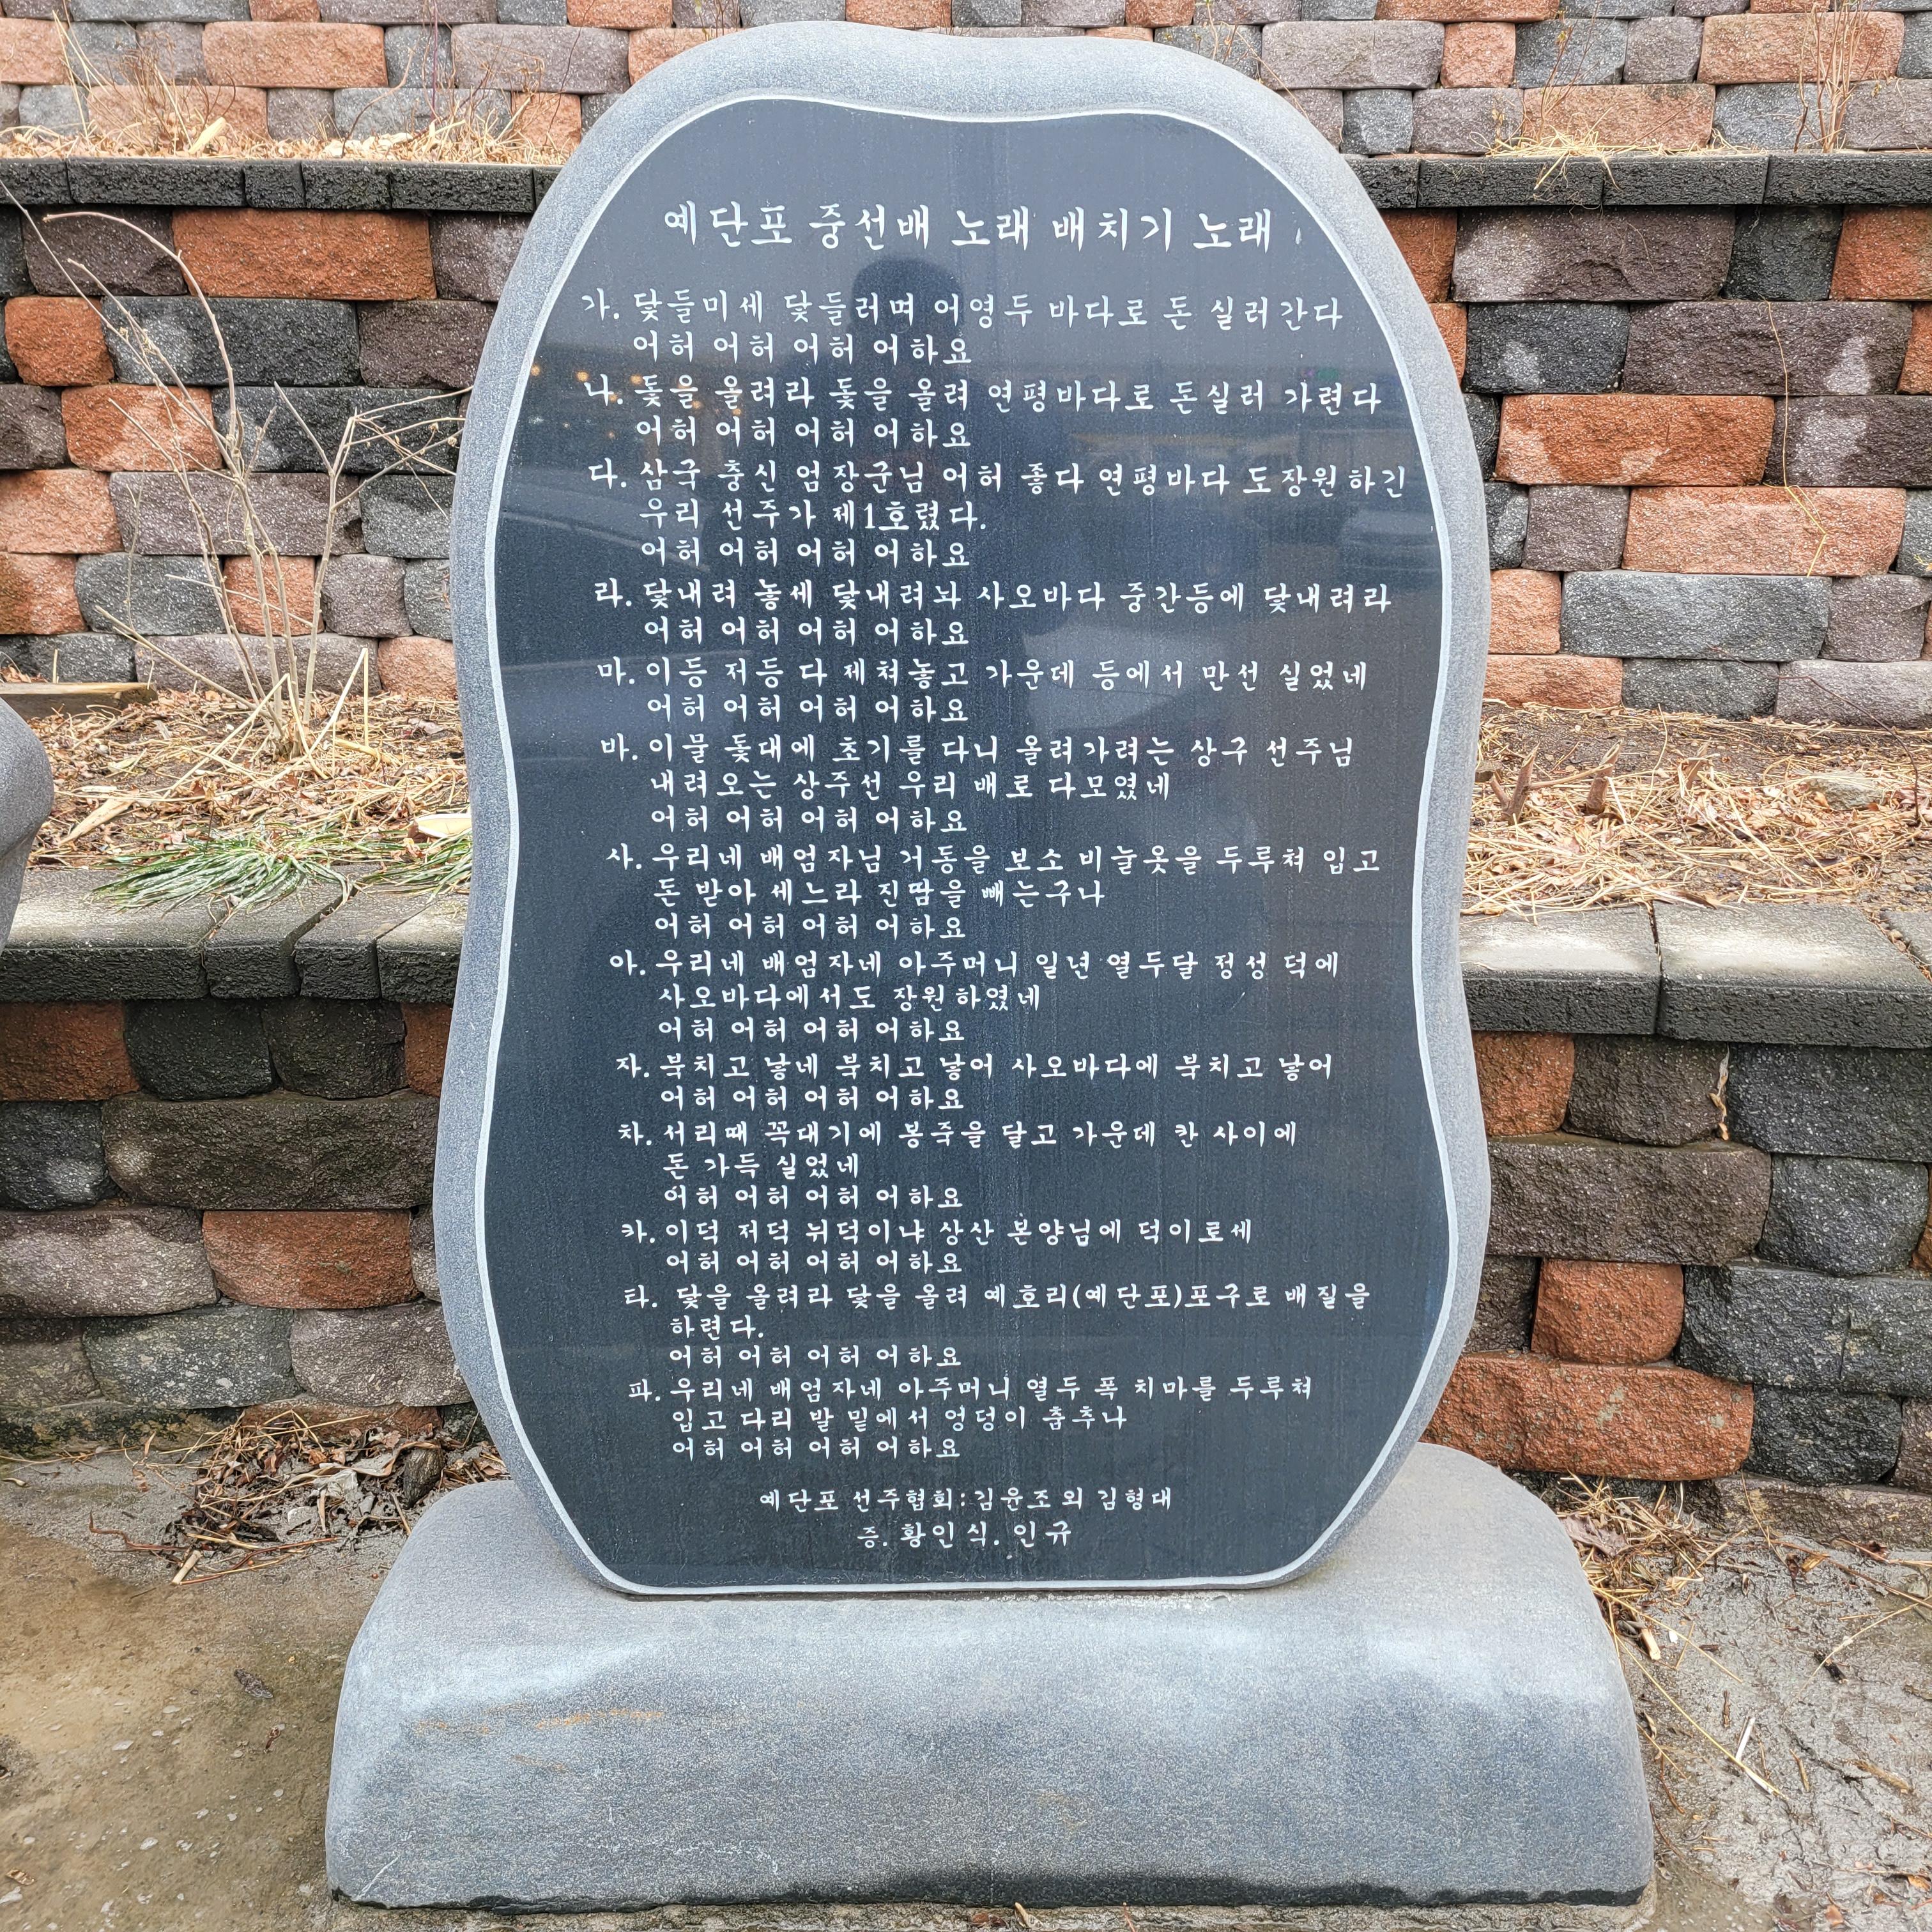 예단포 중선배 노래 배치기 노래
가. 닻들미세 닻들러며 어영두 바다로 돈 실러간다
어허 어허 어허 어하요
나. 돛을 올려라 돛을 올려 연평바다로 돈실러 가련다
어허 어허 어허 어하요
다. 삼국 충신 엄장군님 어허 좋다 연평바다 도장원하긴
우리 선주가 제1호렸다.
어허 어허 어허 어하요
라. 닻내려 놓세 닻내려놔 사오바다 중간등에 닻내려라
어허 어허 어허 어하요
마. 이등 저등 다 제쳐놓고 가운데 등에서 만선 실었네
어허 어허 어허 어하요
바. 이물 돛대에 초기를 다니 올려가려는 상구 선주님
내려오는 상주선 우리 배로 다모였네
어허 어허 어허 어하요
사. 우리네 배엄자님 거동을 보소 비늘옷을 두루쳐 입고
돈 받아 세느라 진땀을 빼는구나
어허 어허 어허 어하요
아. 우리네 배엄자네 아주머니 일년 열두달 정성 덕에
사오바다에서도 장원하였네
어허 어허 어허 어하요
자. 북치고 낳네 북치고 낳어 사오바다에 북치고 낳어
어허 어허 어허 어하요
차. 서리때 꼭대기에 봉죽을 달고 가운데 칸 사이에
돈 가득 실었네
어허 어허 어허 어하요
카. 이덕 저덕 뉘덕이냐 상산 본양님에 덕이로세
어허 어허 어허 어하요
타. 닻을 올려라 닻을 올려 예호리(예단포)포구로 배질을
하련다.
어허 어허 어허 어하요
파. 우리네 배엄자네 아주머니 열두 폭 치마를 두루쳐
입고 다리 발 밑에서 엉덩이 춤추나
어허 어허 어허 어하요
예단포 선주협회:김윤조외 김형대
증. 황인식. 인규